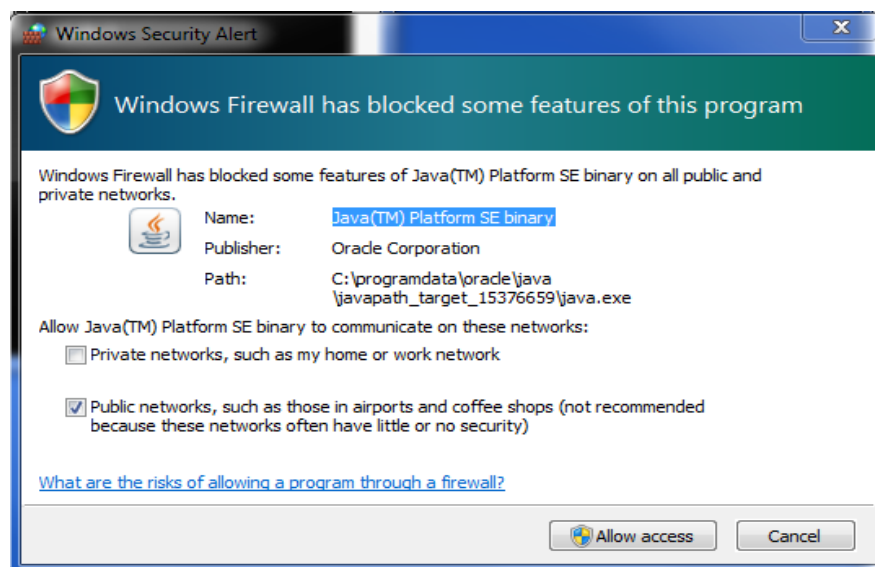 Windows Security Alert
Windows Firewall has blocked some features of this program
Windows Firewall has blocked some features of Java(TM) Platform SE binary on all public and
private networks.
Name: Java(TM) Platform SE binary
Publisher: Oracle Corporation
Path: C:\programdata\oracle\java
\javapath_target_15376659\java.exe
Allow Java(TM) Platform SE binary to communicate on these networks:
Private networks, such as my home or work network
Public networks, such as those in airports and coffee shops (not recommended
because these networks often have little or no security)
What are the risks of allowing a program through a firewall?
Allow access Cancel